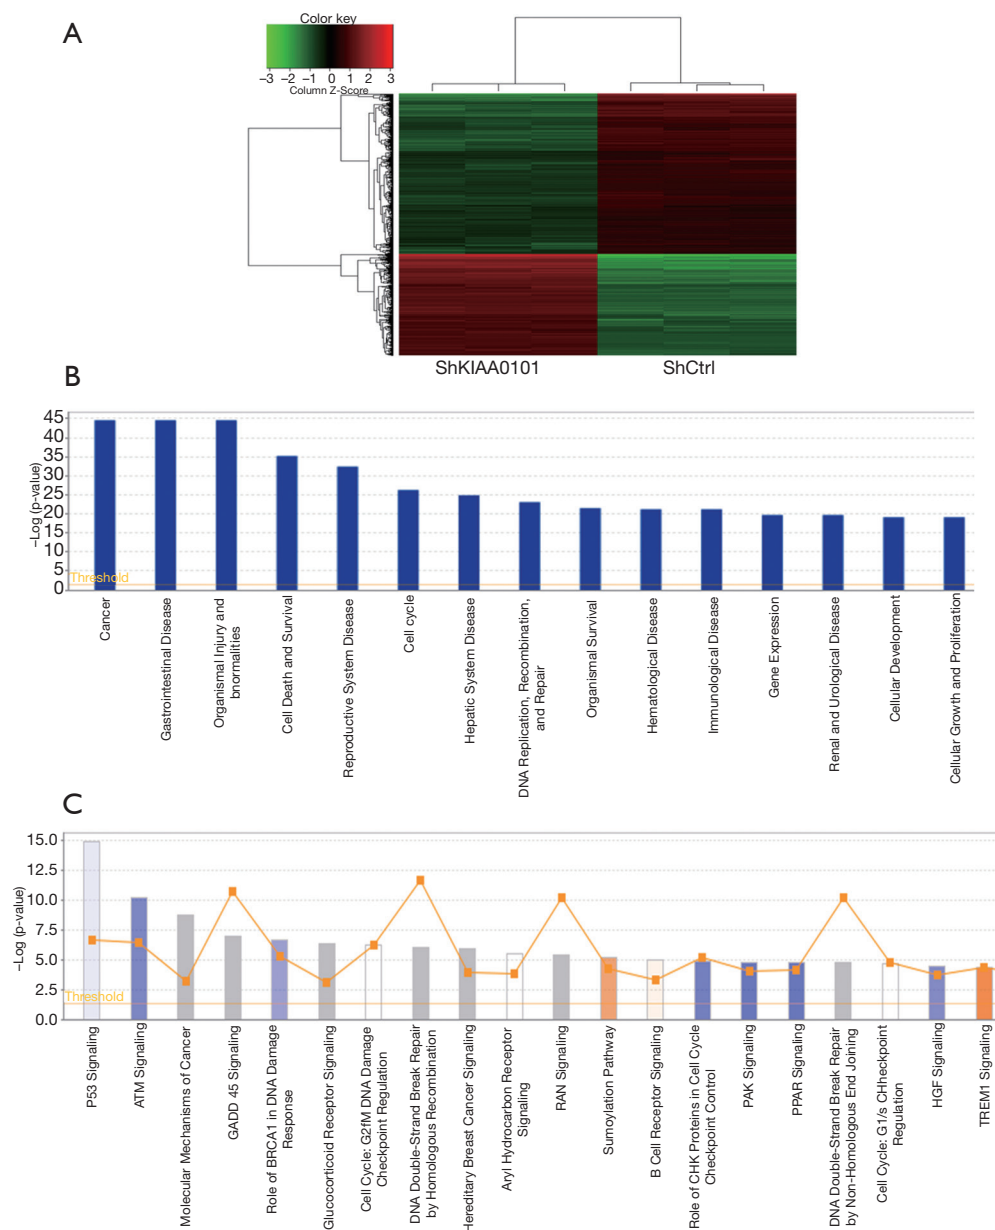 A
Color key
−3 −2 −1 0 1 2 3
Column Z-Score
ShKIAA0101
ShCtrl
B
−Log (p-value)
45
40
35
30
25
20
15
10
5
0
Threshold
Cancer
Gastrointestinal Disease
Organismal Injury and
bnormalities
Cell Death and Survival
Reproductive System Disease
Cell cycle
Hepatic System Disease
DNA Replication, Recombination,
and Repair
Organismal Survival
Hematological Disease
Immunological Disease
Gene Expression
Renal and Urological Disease
Cellular Development
Cellular Growth and Proliferation
C
−Log (p-value)
15.0
12.5
10.0
7.5
5.0
2.5
0.0
Threshold
P53 Signaling
ATM Signaling
Molecular Mechanisms of Cancer
GADD 45 Signaling
Role of BRCA1 in DNA Damage
Response
Glucocorticoid Receptor Signaling
Cell Cycle: G2fM DNA Damage
Checkpoint Regulation
DNA Double-Strand Break Repair
by Homologous Recombination
Hereditary Breast Cancer Signaling
Aryl Hydrocarbon Receptor
Signaling
RAN Signaling
Sumoylation Pathway
B Cell Receptor Signaling
Role of CHK Proteins in Cell Cycle
Checkpoint Control
PAK Signaling
PPAR Signaling
DNA Double-Strand Break Repair
by Non-Homologous End Joining
Cell Cycle: G1/s CHheckpoint
Regulation
HGF Signaling
TREM1 Signaling